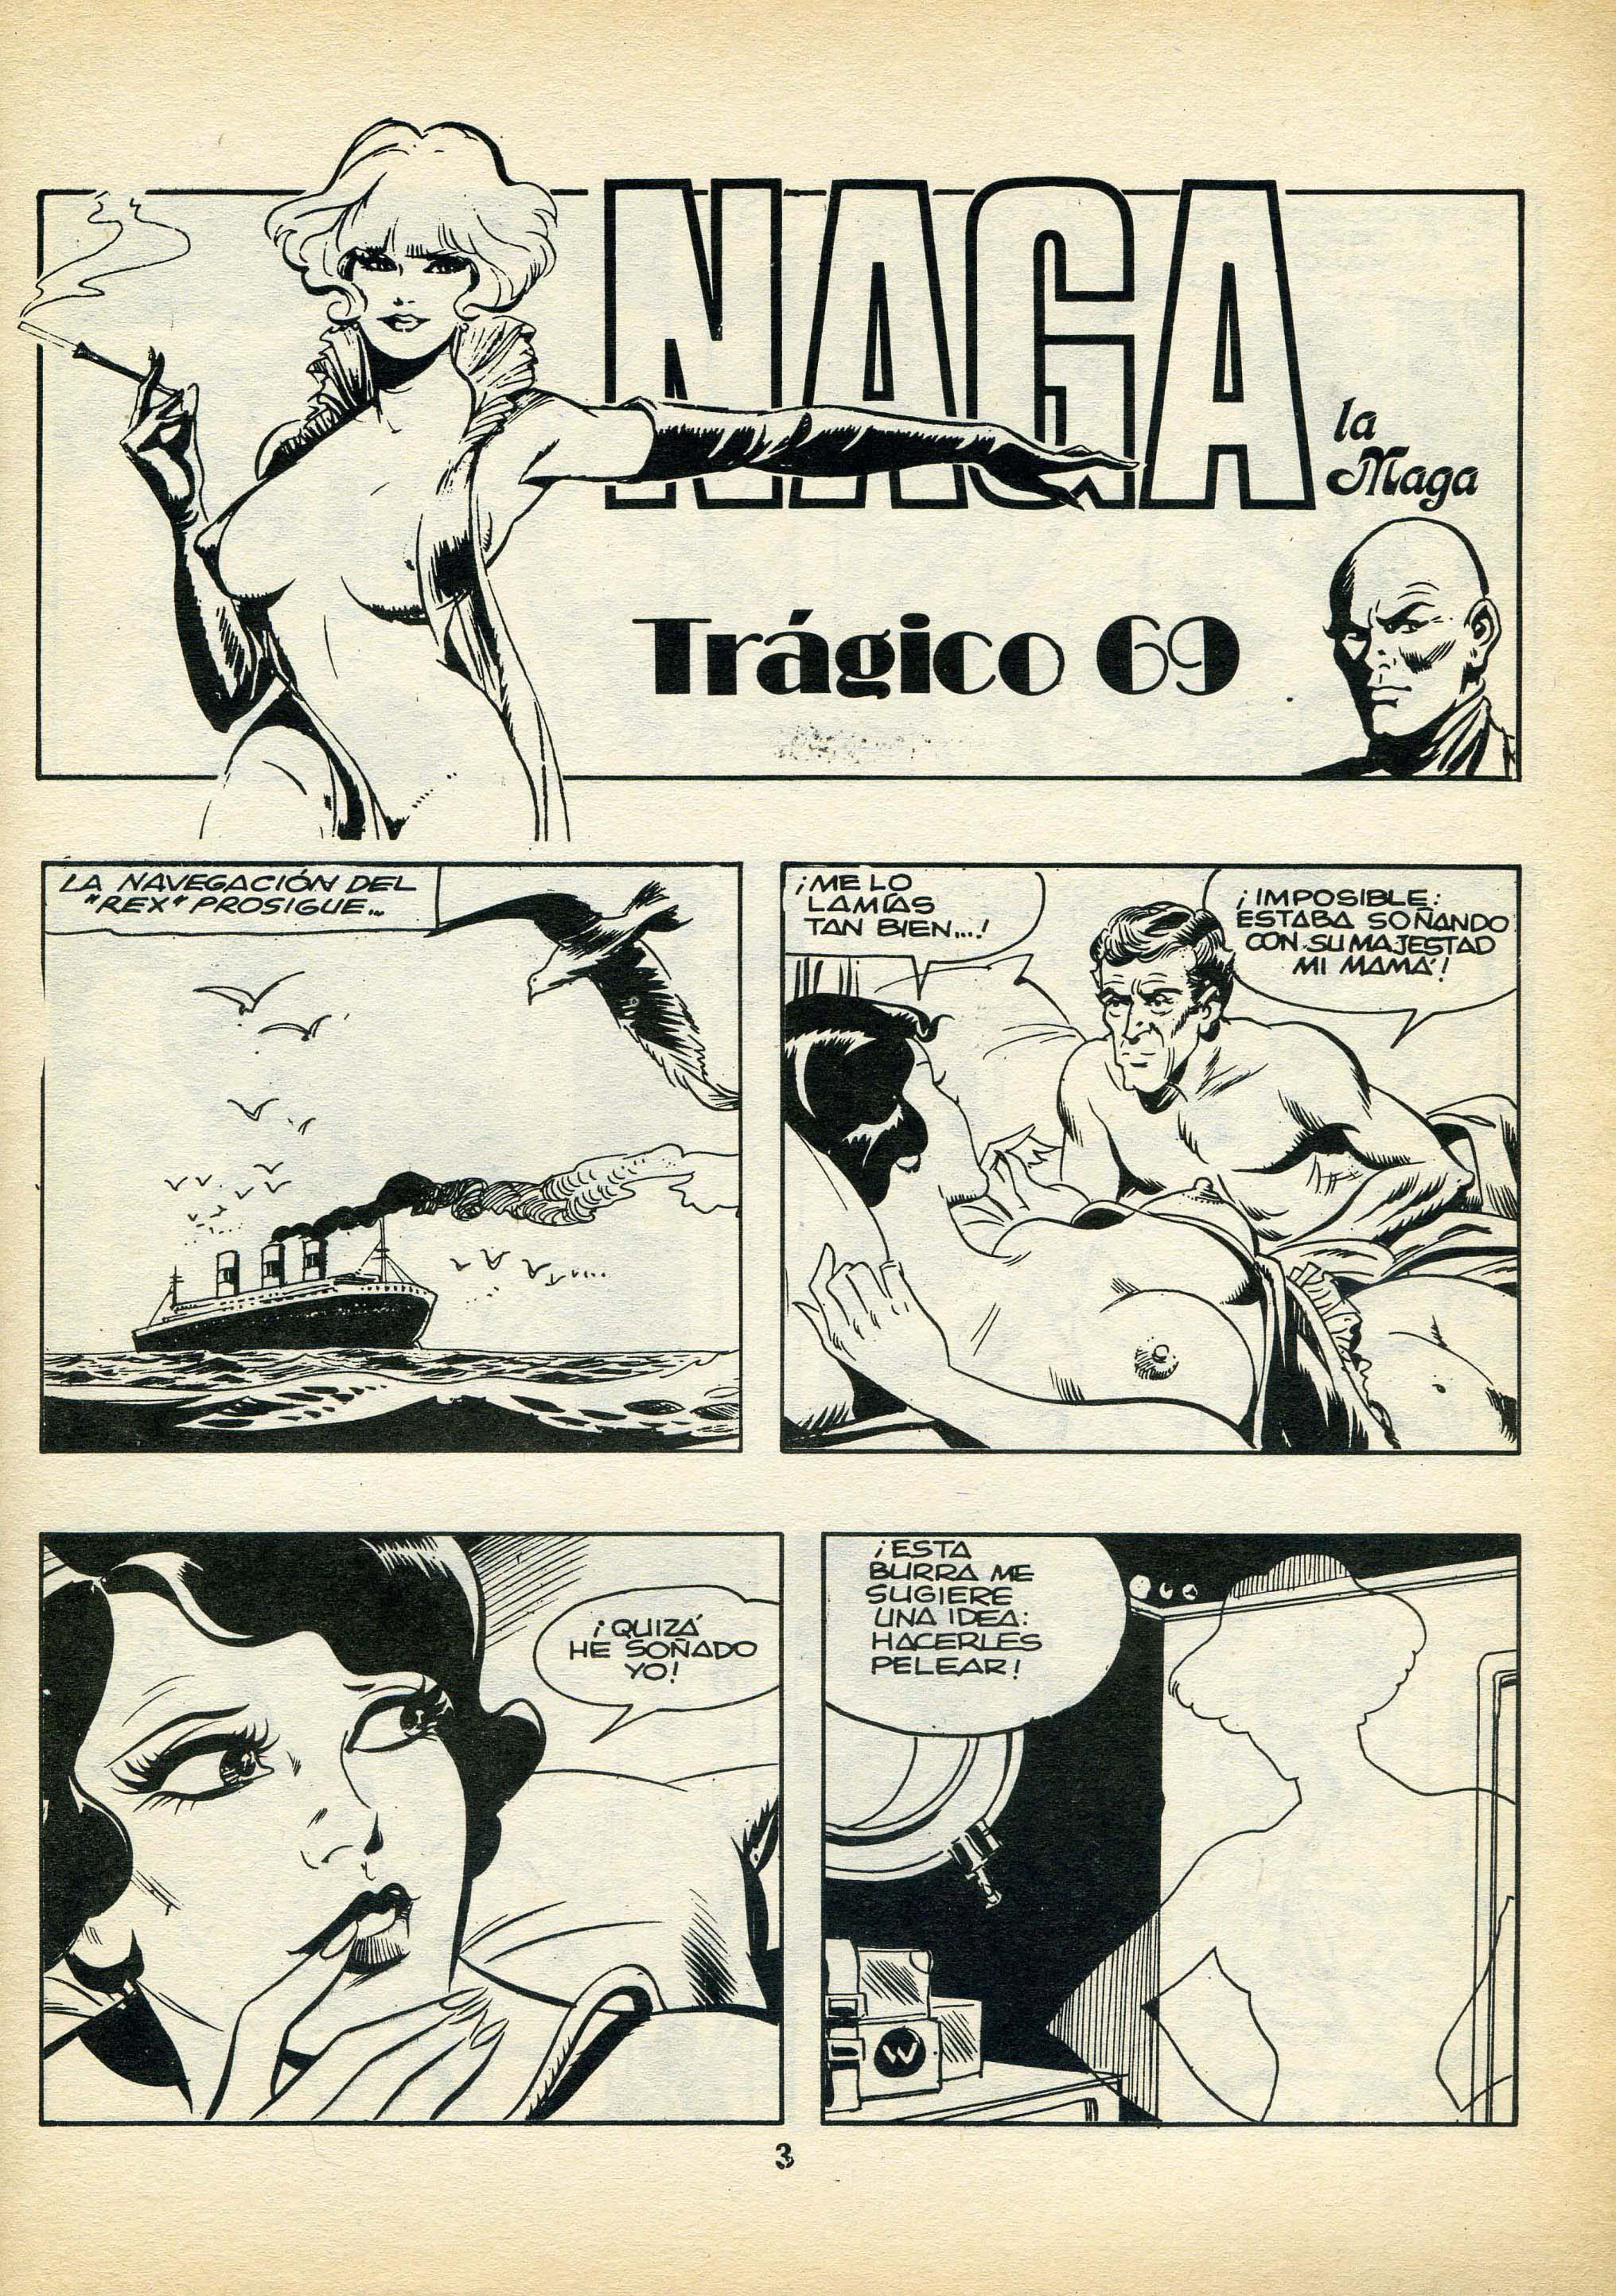 NAGA
la
Maga
Trágico 69
LA NAVEGACIÓN DEL
"REX" PROSIGUE...
¡ME LO
LAMÍAS
TAN BIEN...!
¡IMPOSIBLE:
ESTABA SOÑANDO
CON SU MAJESTAD
MI MAMÁ!
¡QUIZÁ
HE SOÑADO
YO!
¡ESTA
BURRA ME
SUGIERE
UNA IDEA:
HACERLES
PELEAR!
W
3